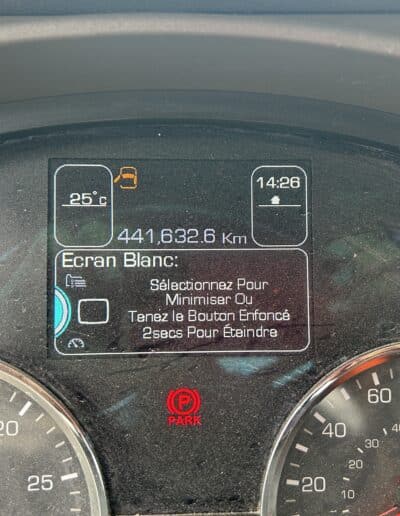 25°C
14:26
441,632.6 Km
Ecran Blanc:
Sélectionnez Pour
Minimiser Ou
Tenez le Bouton Enfoncé
2secs Pour Éteindre
P
PARK
20
25
20
40
60
10
30